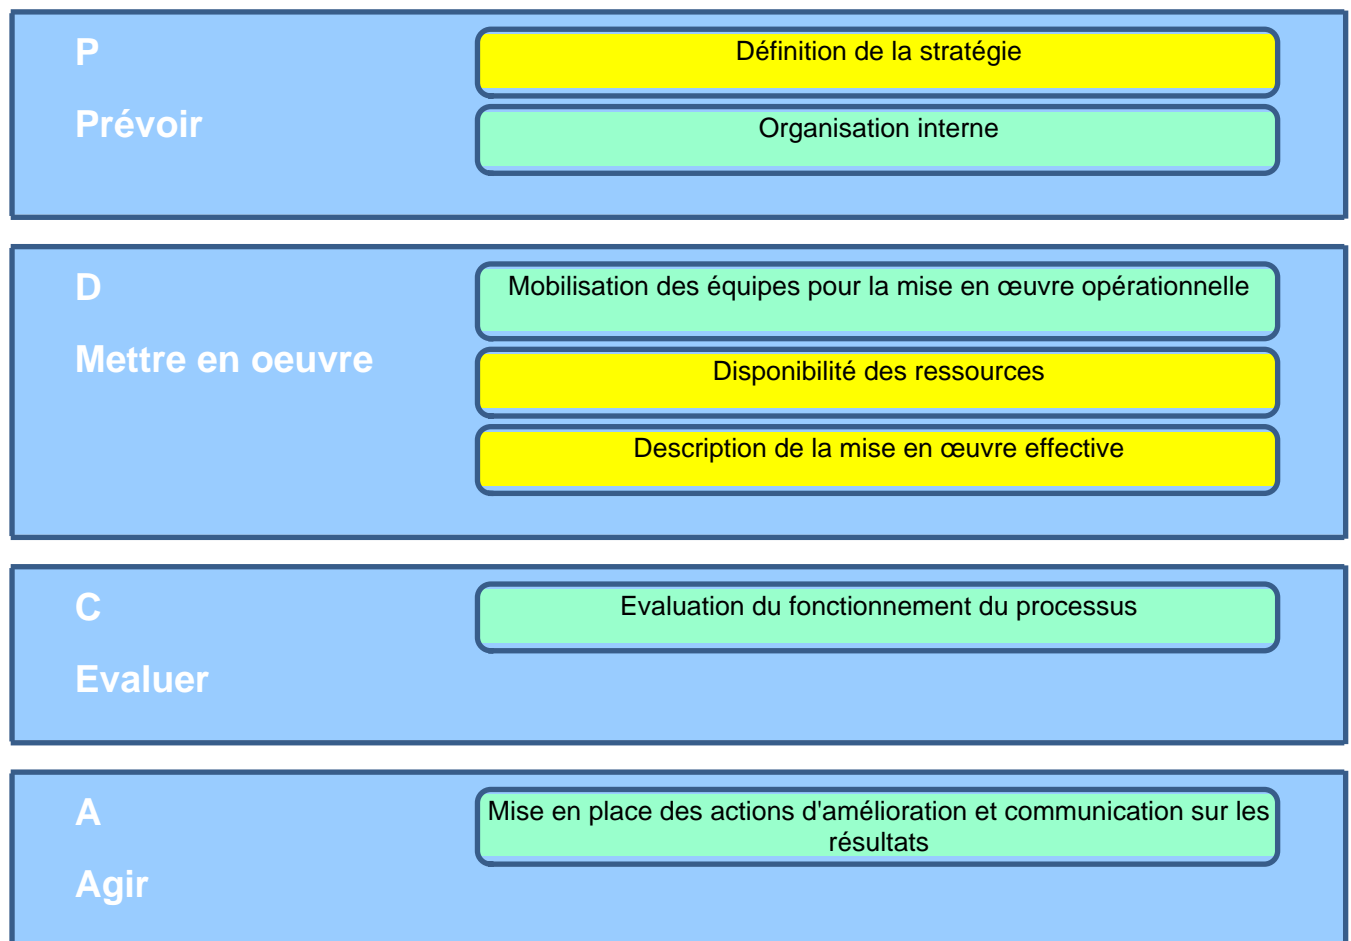 P
Définition de la stratégie
Prévoir
Organisation interne
D
Mobilisation des équipes pour la mise en œuvre opérationnelle
Mettre en oeuvre
Disponibilité des ressources
Description de la mise en œuvre effective
C
Evaluation du fonctionnement du processus
Evaluer
A
Mise en place des actions d'amélioration et communication sur les
résultats
Agir